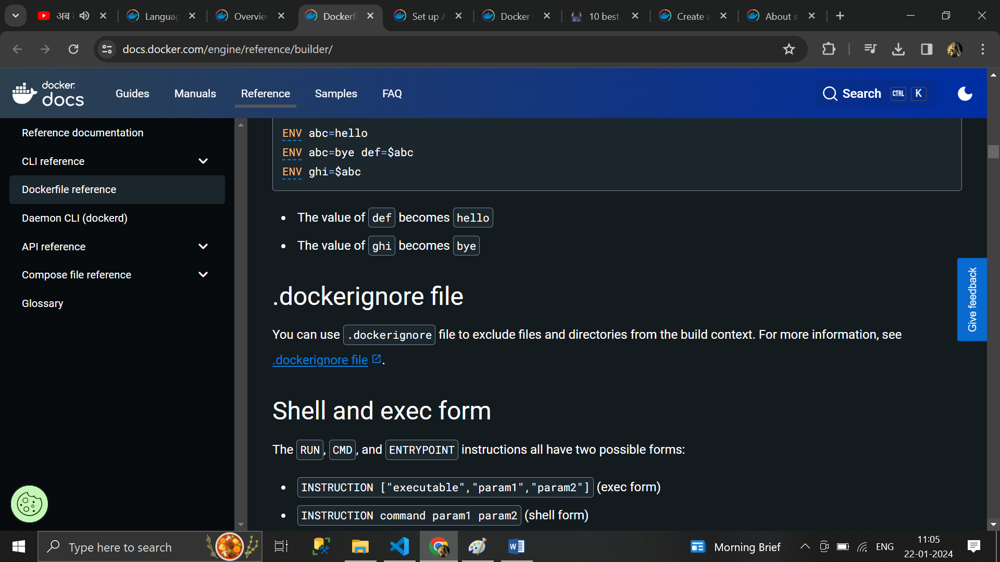 अब
Languag
Overvie
Dockerf
Set up
Docker
10 best
Create a
About s
docs.docker.com/engine/reference/builder/
docker
docs
Guides
Manuals
Reference
Samples
FAQ
Search
CTRL
K
Reference documentation
CLI reference
Dockerfile reference
Daemon CLI (dockerd)
API reference
Compose file reference
Glossary
ENV abc=hello
ENV abc=bye def=$abc
ENV ghi=$abc
• The value of def becomes hello
• The value of ghi becomes bye
.dockerignore file
You can use .dockerignore file to exclude files and directories from the build context. For more information, see
.dockerignore file.
Shell and exec form
The RUN, CMD, and ENTRYPOINT instructions all have two possible forms:
• INSTRUCTION ["executable","param1","param2"] (exec form)
• INSTRUCTION command param1 param2 (shell form)
Give feedback
Type here to search
Morning Brief
ENG
11:05
22-01-2024